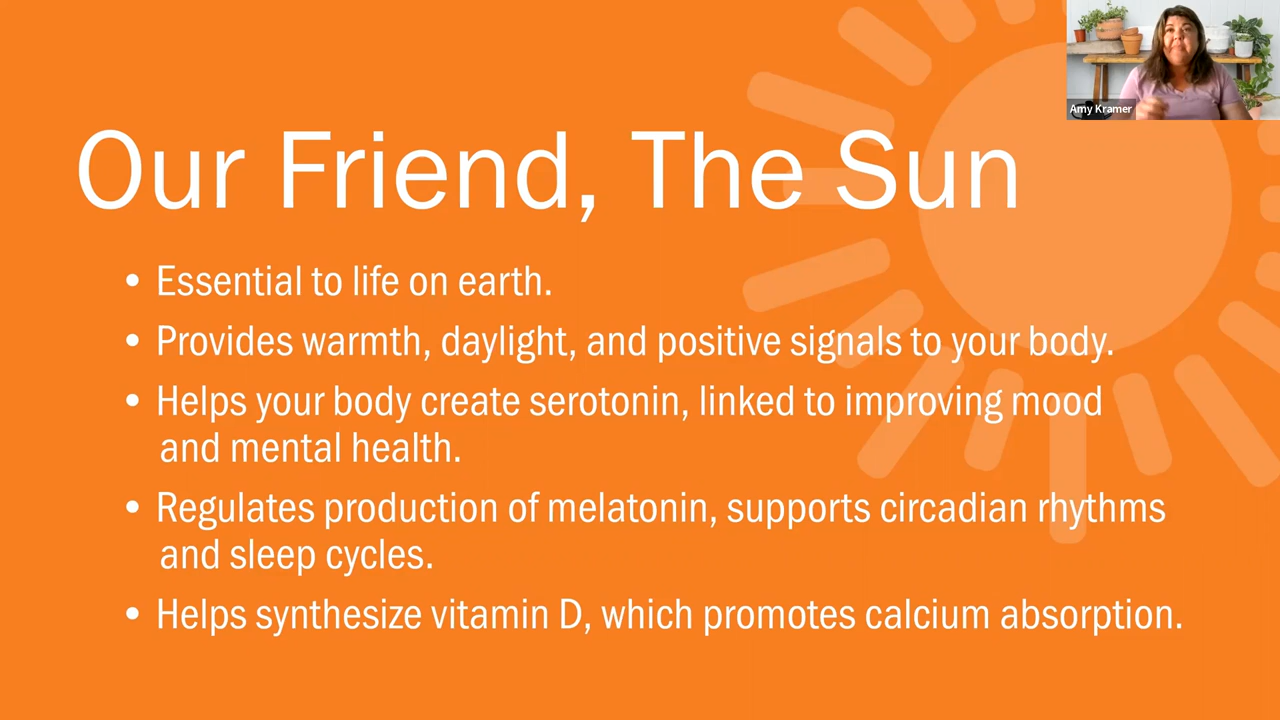 Amy Kramer
Our Friend, The Sun
• Essential to life on earth.
• Provides warmth, daylight, and positive signals to your body.
• Helps your body create serotonin, linked to improving mood
and mental health.
• Regulates production of melatonin, supports circadian rhythms
and sleep cycles.
• Helps synthesize vitamin D, which promotes calcium absorption.